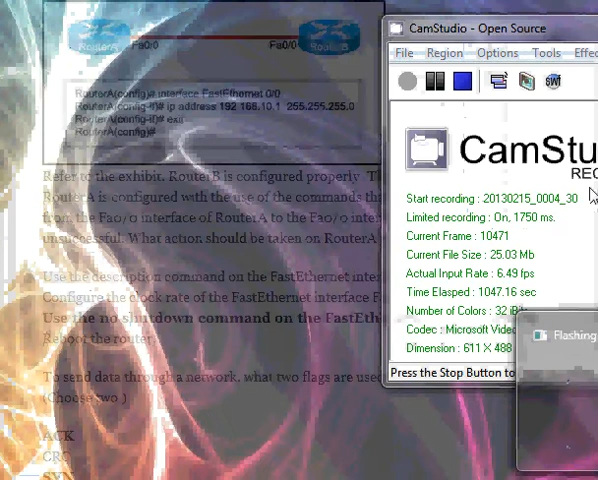 RouterA
Fa0/0
Fa0/0
RouterB
RouterA(config)# interface FastEthernet 0/0
RouterA(config-if)# ip address 192.168.10.1 255.255.255.0
RouterA(config-if)# exit
RouterA(config)#
Refer to the exhibit. RouterB is configured properly. T
RouterA is configured with the use of the commands th
from the Fa0/0 interface of RouterA to the Fa0/0 inter
unsuccessful. What action should be taken on RouterA
Use the description command on the FastEthernet inter
Configure the clock rate of the FastEthernet interface F
Use the no shutdown command on the FastEth
Reboot the router.
To send data through a network, what two flags are used
(Choose two.)
ACK
CRC
SYN
CamStudio - Open Source
File Region Options Tools Effec
CamStu
REC
Start recording : 20130215_0004_30
Limited recording : On, 1750 ms.
Current Frame : 10471
Current File Size : 25.03 Mb
Actual Input Rate : 6.49 fps
Time Elasped : 1047.16 sec
Number of Colors : 32 Bits
Codec : Microsoft Video
Dimension : 611 X 488
Press the Stop Button to
Flashing